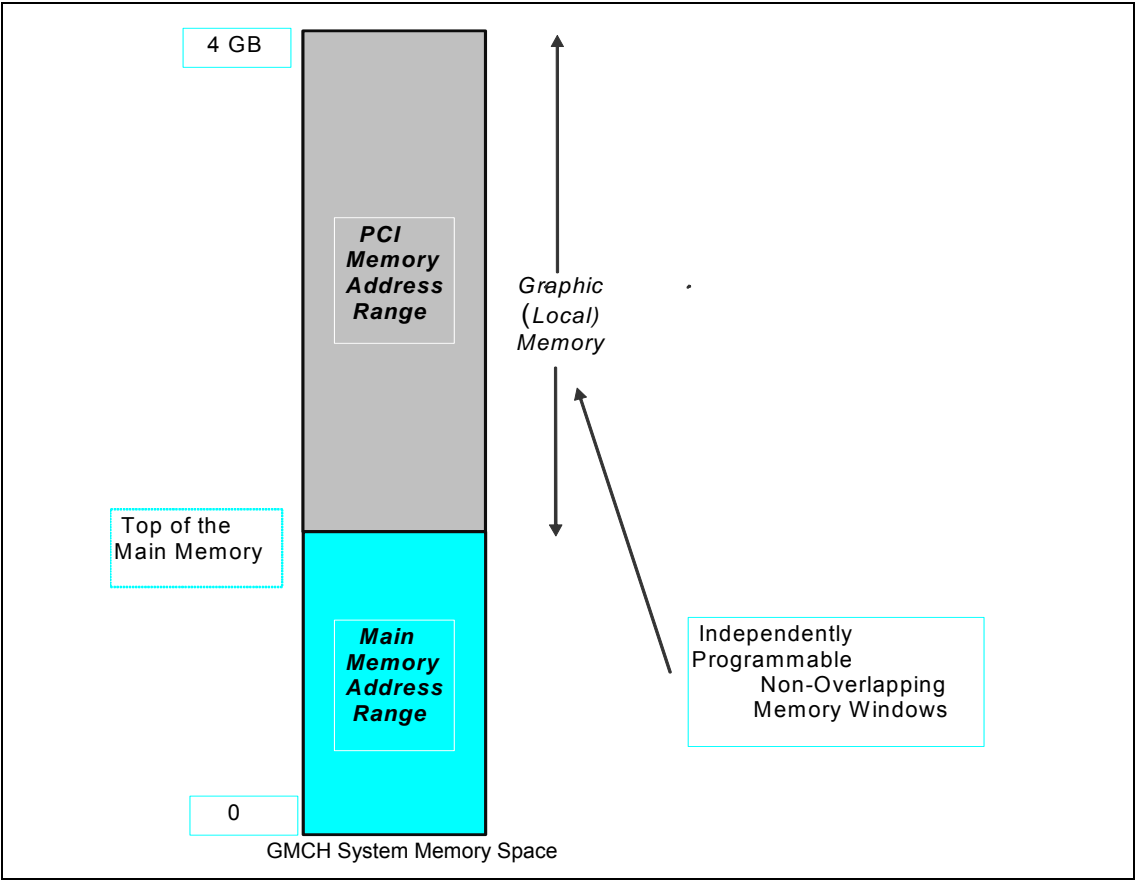 4 GB
PCI
Memory
Address
Range
Graphic
(Local)
Memory
Top of the
Main Memory
Main
Memory
Address
Range
Independently
Programmable
Non-Overlapping
Memory Windows
0
GMCH System Memory Space